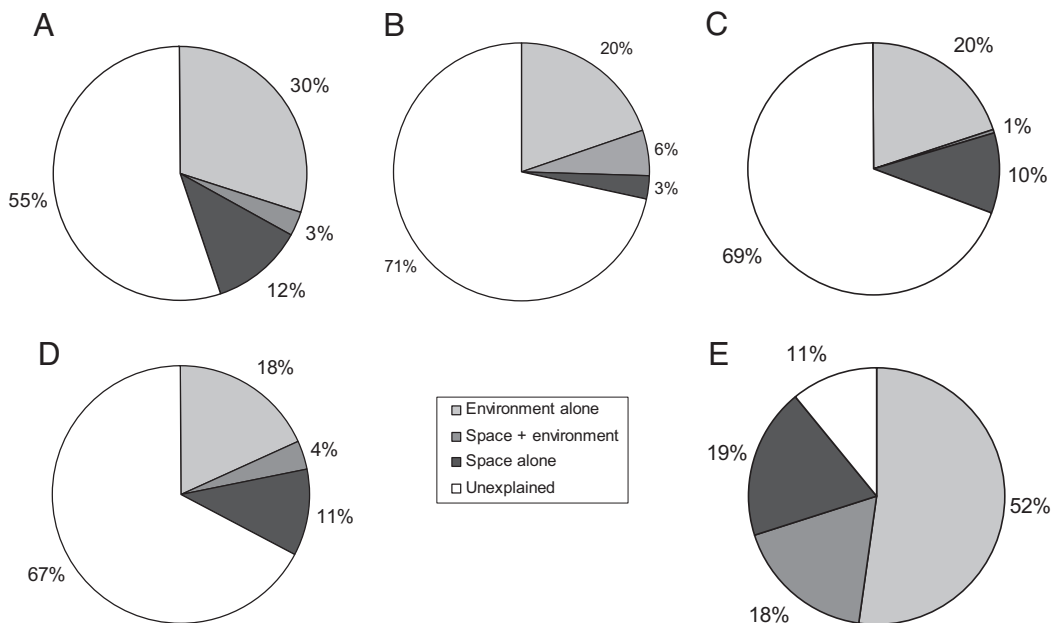 A
30%
3%
12%
55%
B
20%
6%
3%
71%
C
20%
1%
10%
69%
D
18%
4%
11%
67%
Environment alone
Space + environment
Space alone
Unexplained
E
11%
19%
52%
18%